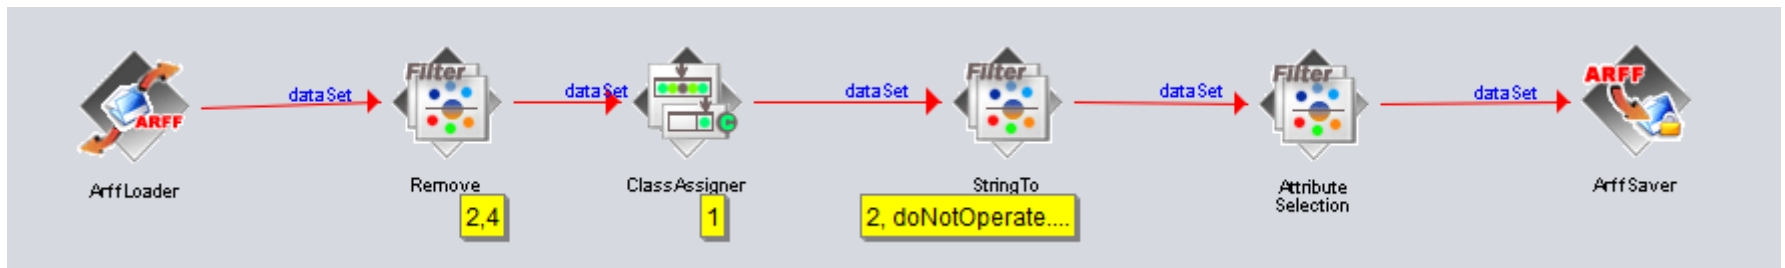 dataSet
dataSet
dataSet
dataSet
dataSet
ARFF
Filter
Filter
Filter
ARFF
C
ArffLoader
Remove
ClassAssigner
StringTo
Attribute
Selection
ArffSaver
2,4
1
2, doNotOperate....